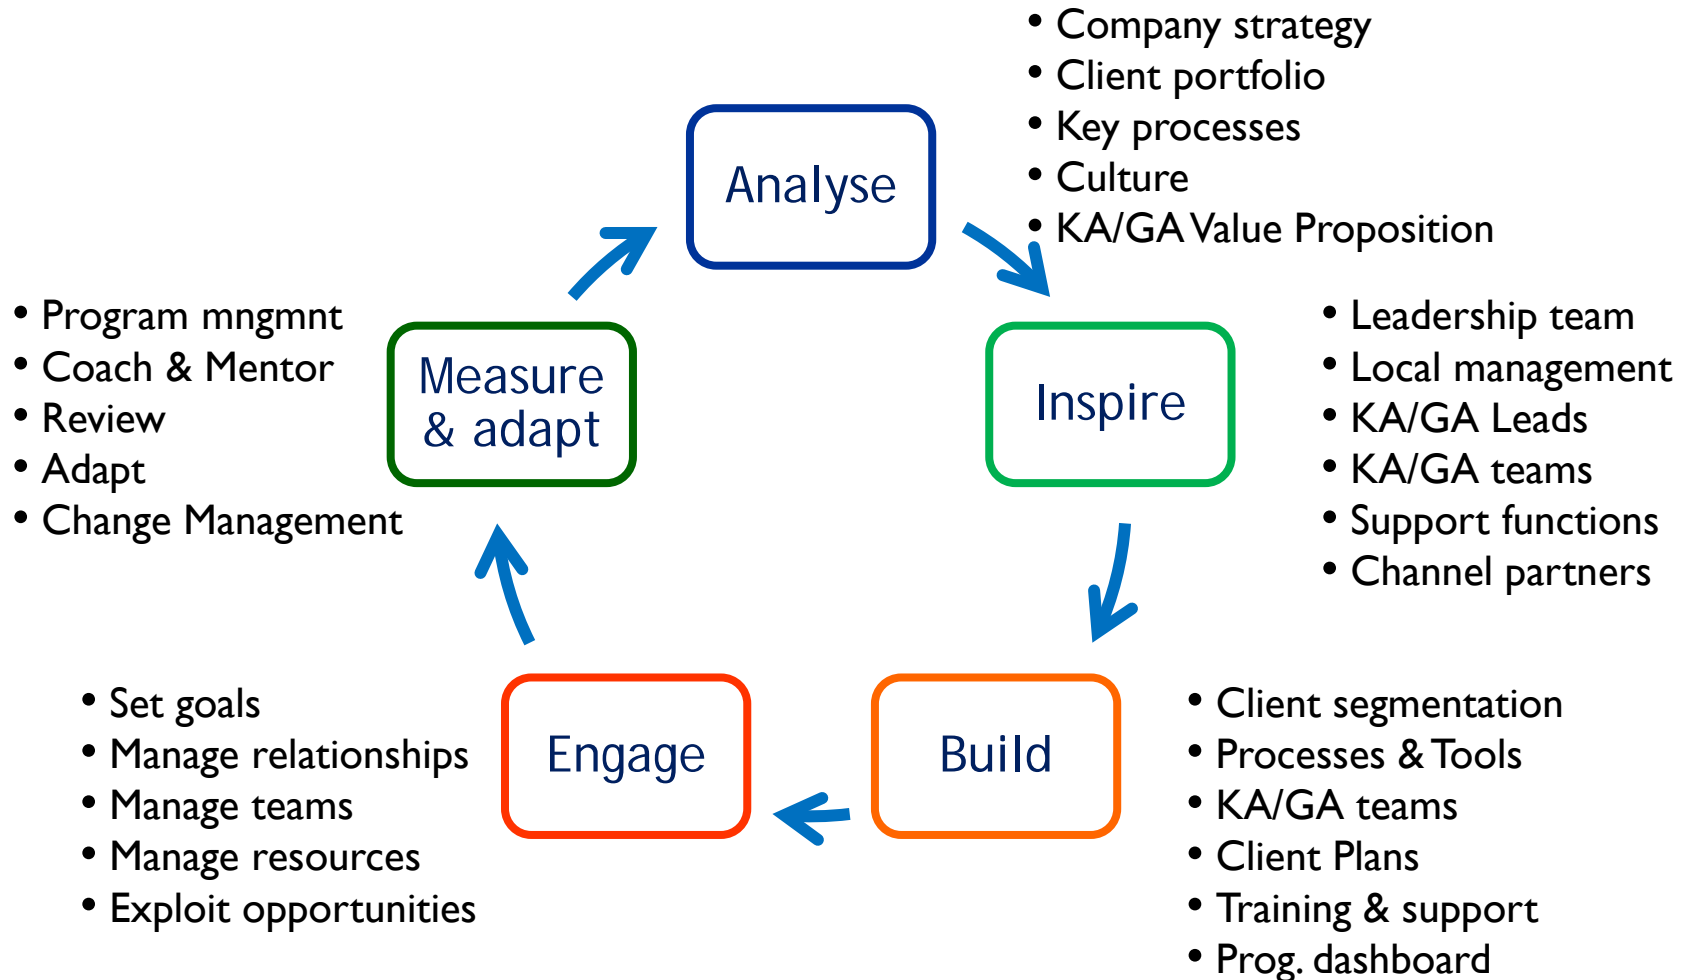 Analyse
• Company strategy
• Client portfolio
• Key processes
• Culture
• KA/GA Value Proposition
Inspire
• Leadership team
• Local management
• KA/GA Leads
• KA/GA teams
• Support functions
• Channel partners
Build
• Client segmentation
• Processes & Tools
• KA/GA teams
• Client Plans
• Training & support
• Prog. dashboard
Engage
• Set goals
• Manage relationships
• Manage teams
• Manage resources
• Exploit opportunities
Measure
& adapt
• Program mngmnt
• Coach & Mentor
• Review
• Adapt
• Change Management